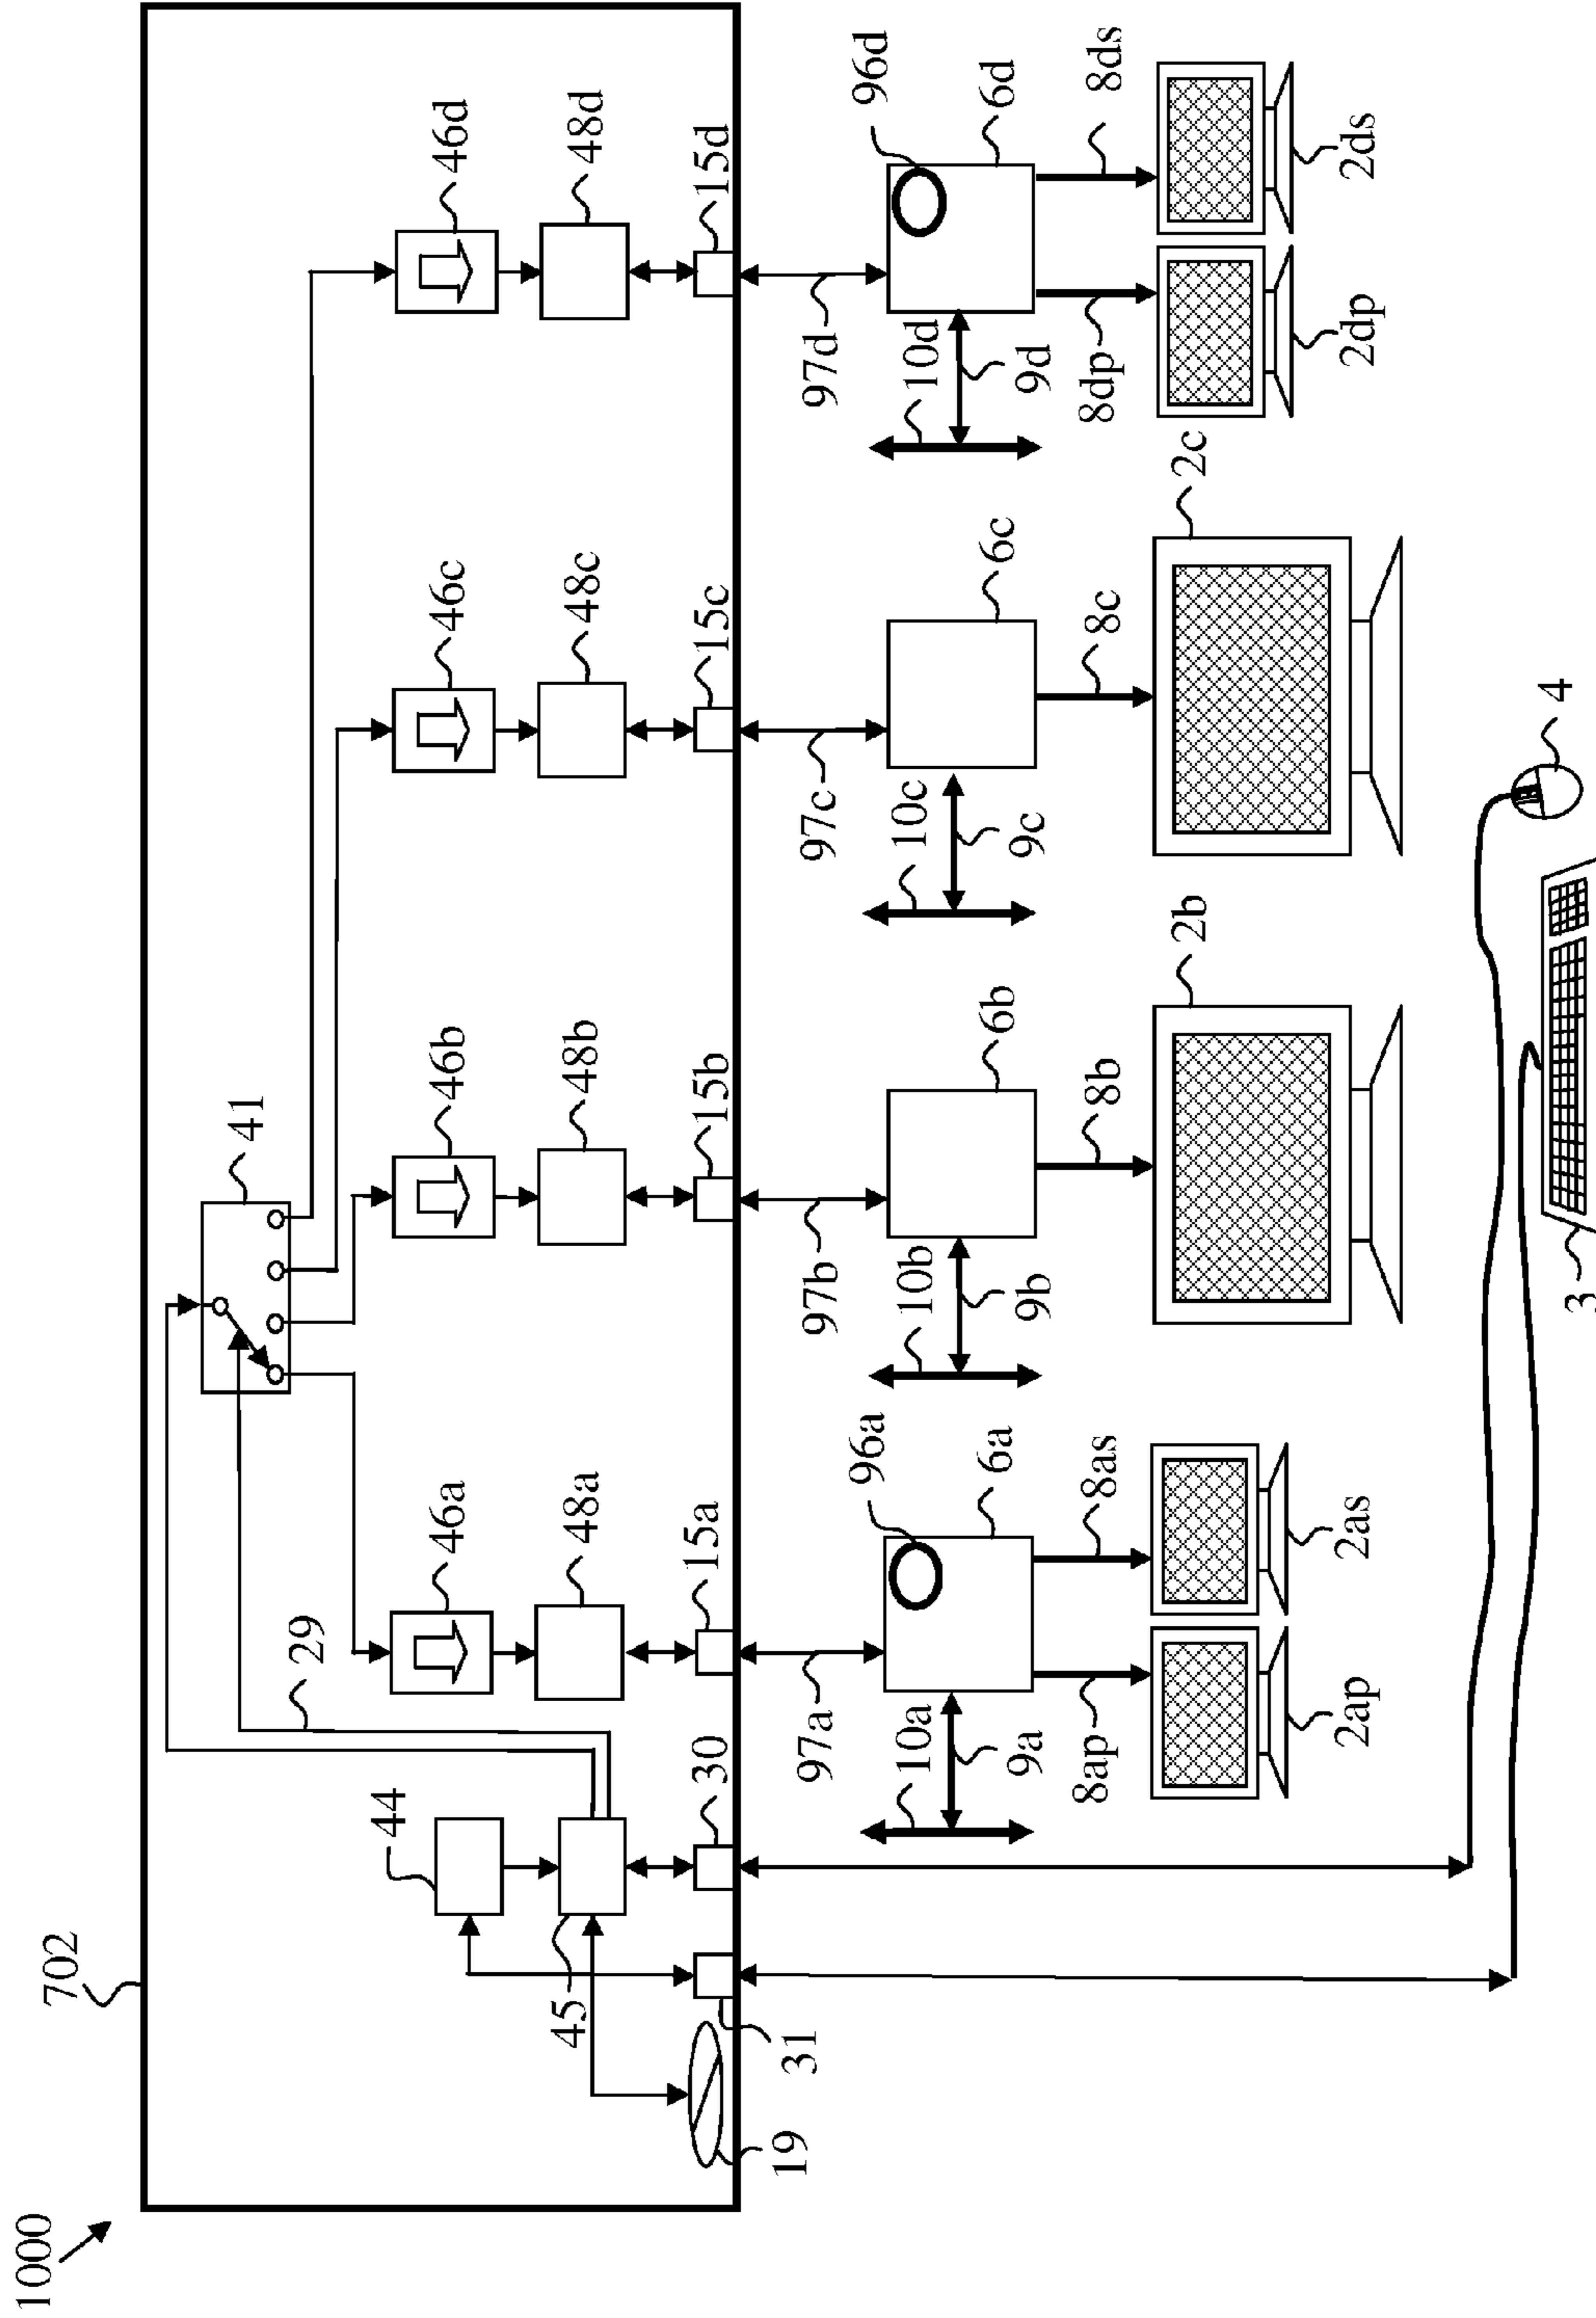 1000
702
41
29
44
46a 46b 46c 46d
45 48a 48b 48c 48d
30 15a 15b 15c 15d
19 31
97a 97b 97c 97d
96a 96d
10a 10b 10c 10d
6a 6b 6c 6d
9a 9b 9c 9d
8ap 8as 8b 8c 8dp 8ds
2b 2c
2ap 2as 2dp 2ds
3 4